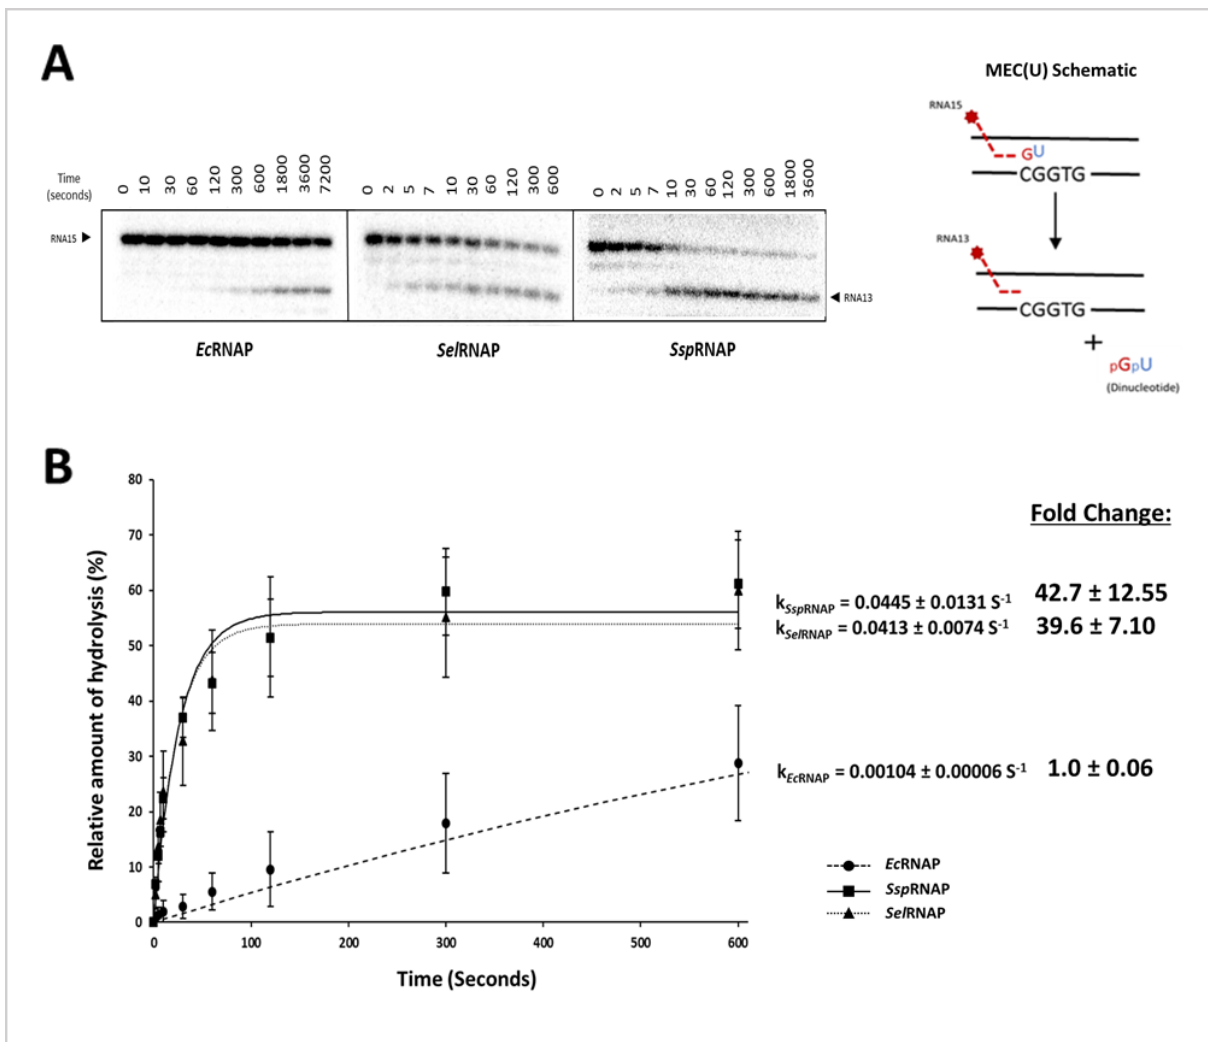 A
MEC(U) Schematic
RNA15
GU
CGGTG
RNA13
CGGTG
+
pGpU
(Dinucleotide)
Time
(seconds)
0 10 30 60 120 300 600 1800 3600 7200
0 2 5 7 10 30 60 120 300 600
0 2 5 7 10 30 60 120 300 600 1800 3600
RNA15
RNA13
EcRNAP
SelRNAP
SspRNAP
B
Relative amount of hydrolysis (%)
80
70
60
50
40
30
20
10
0
0 100 200 300 400 500 600
Time (Seconds)
Fold Change:
kSspRNAP = 0.0445 ± 0.0131 S-1 42.7 ± 12.55
kSelRNAP = 0.0413 ± 0.0074 S-1 39.6 ± 7.10
kEcRNAP = 0.00104 ± 0.00006 S-1 1.0 ± 0.06
EcRNAP
SspRNAP
SelRNAP